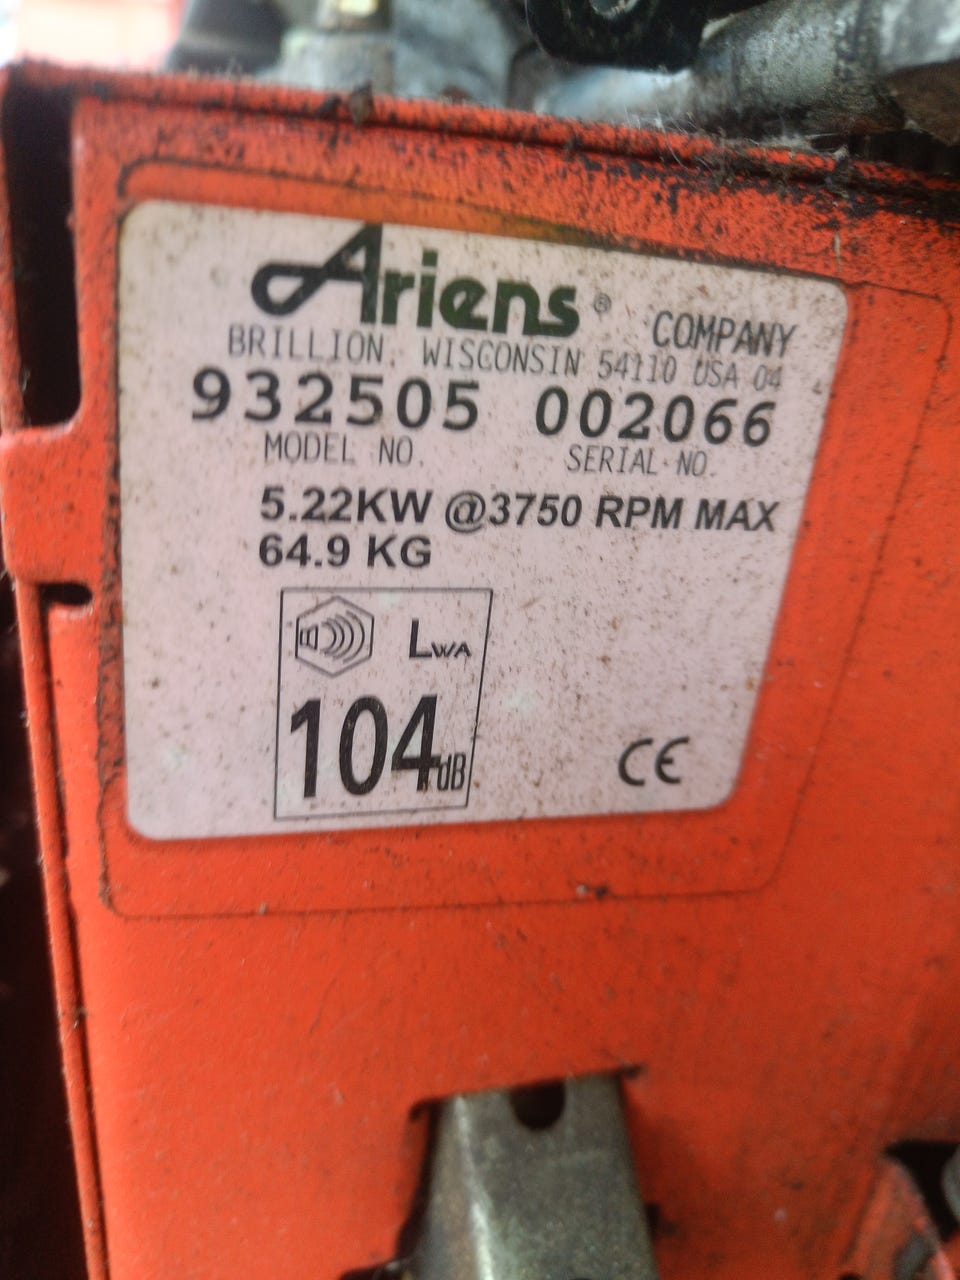 Ariens® COMPANY
BRILLION, WISCONSIN 54110 USA 04
932505 002066
MODEL NO. SERIAL NO.
5.22KW @3750 RPM MAX
64.9 KG
LWA
104dB
CE